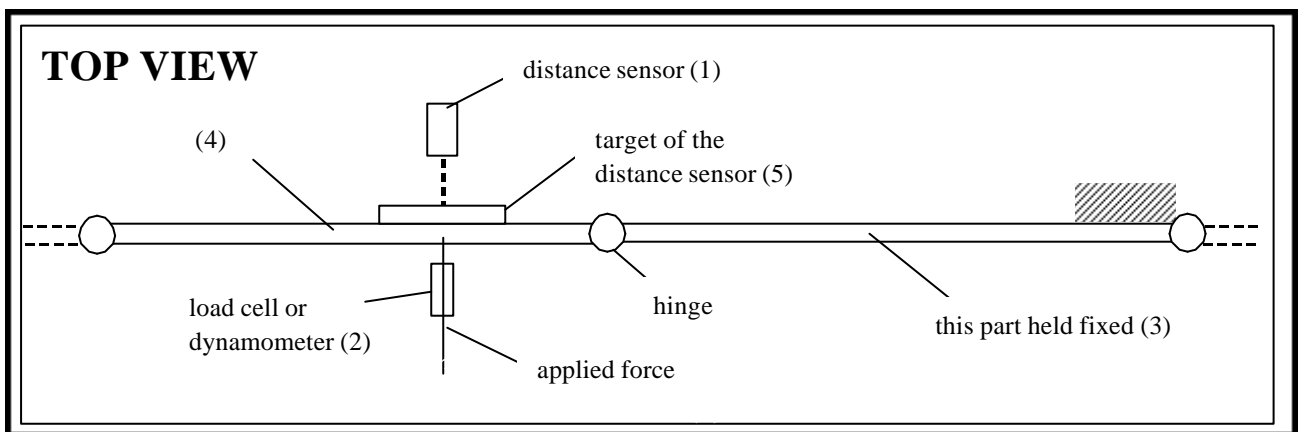 TOP VIEW
distance sensor (1)
(4)
target of the
distance sensor (5)
load cell or
dynamometer (2)
hinge
this part held fixed (3)
applied force